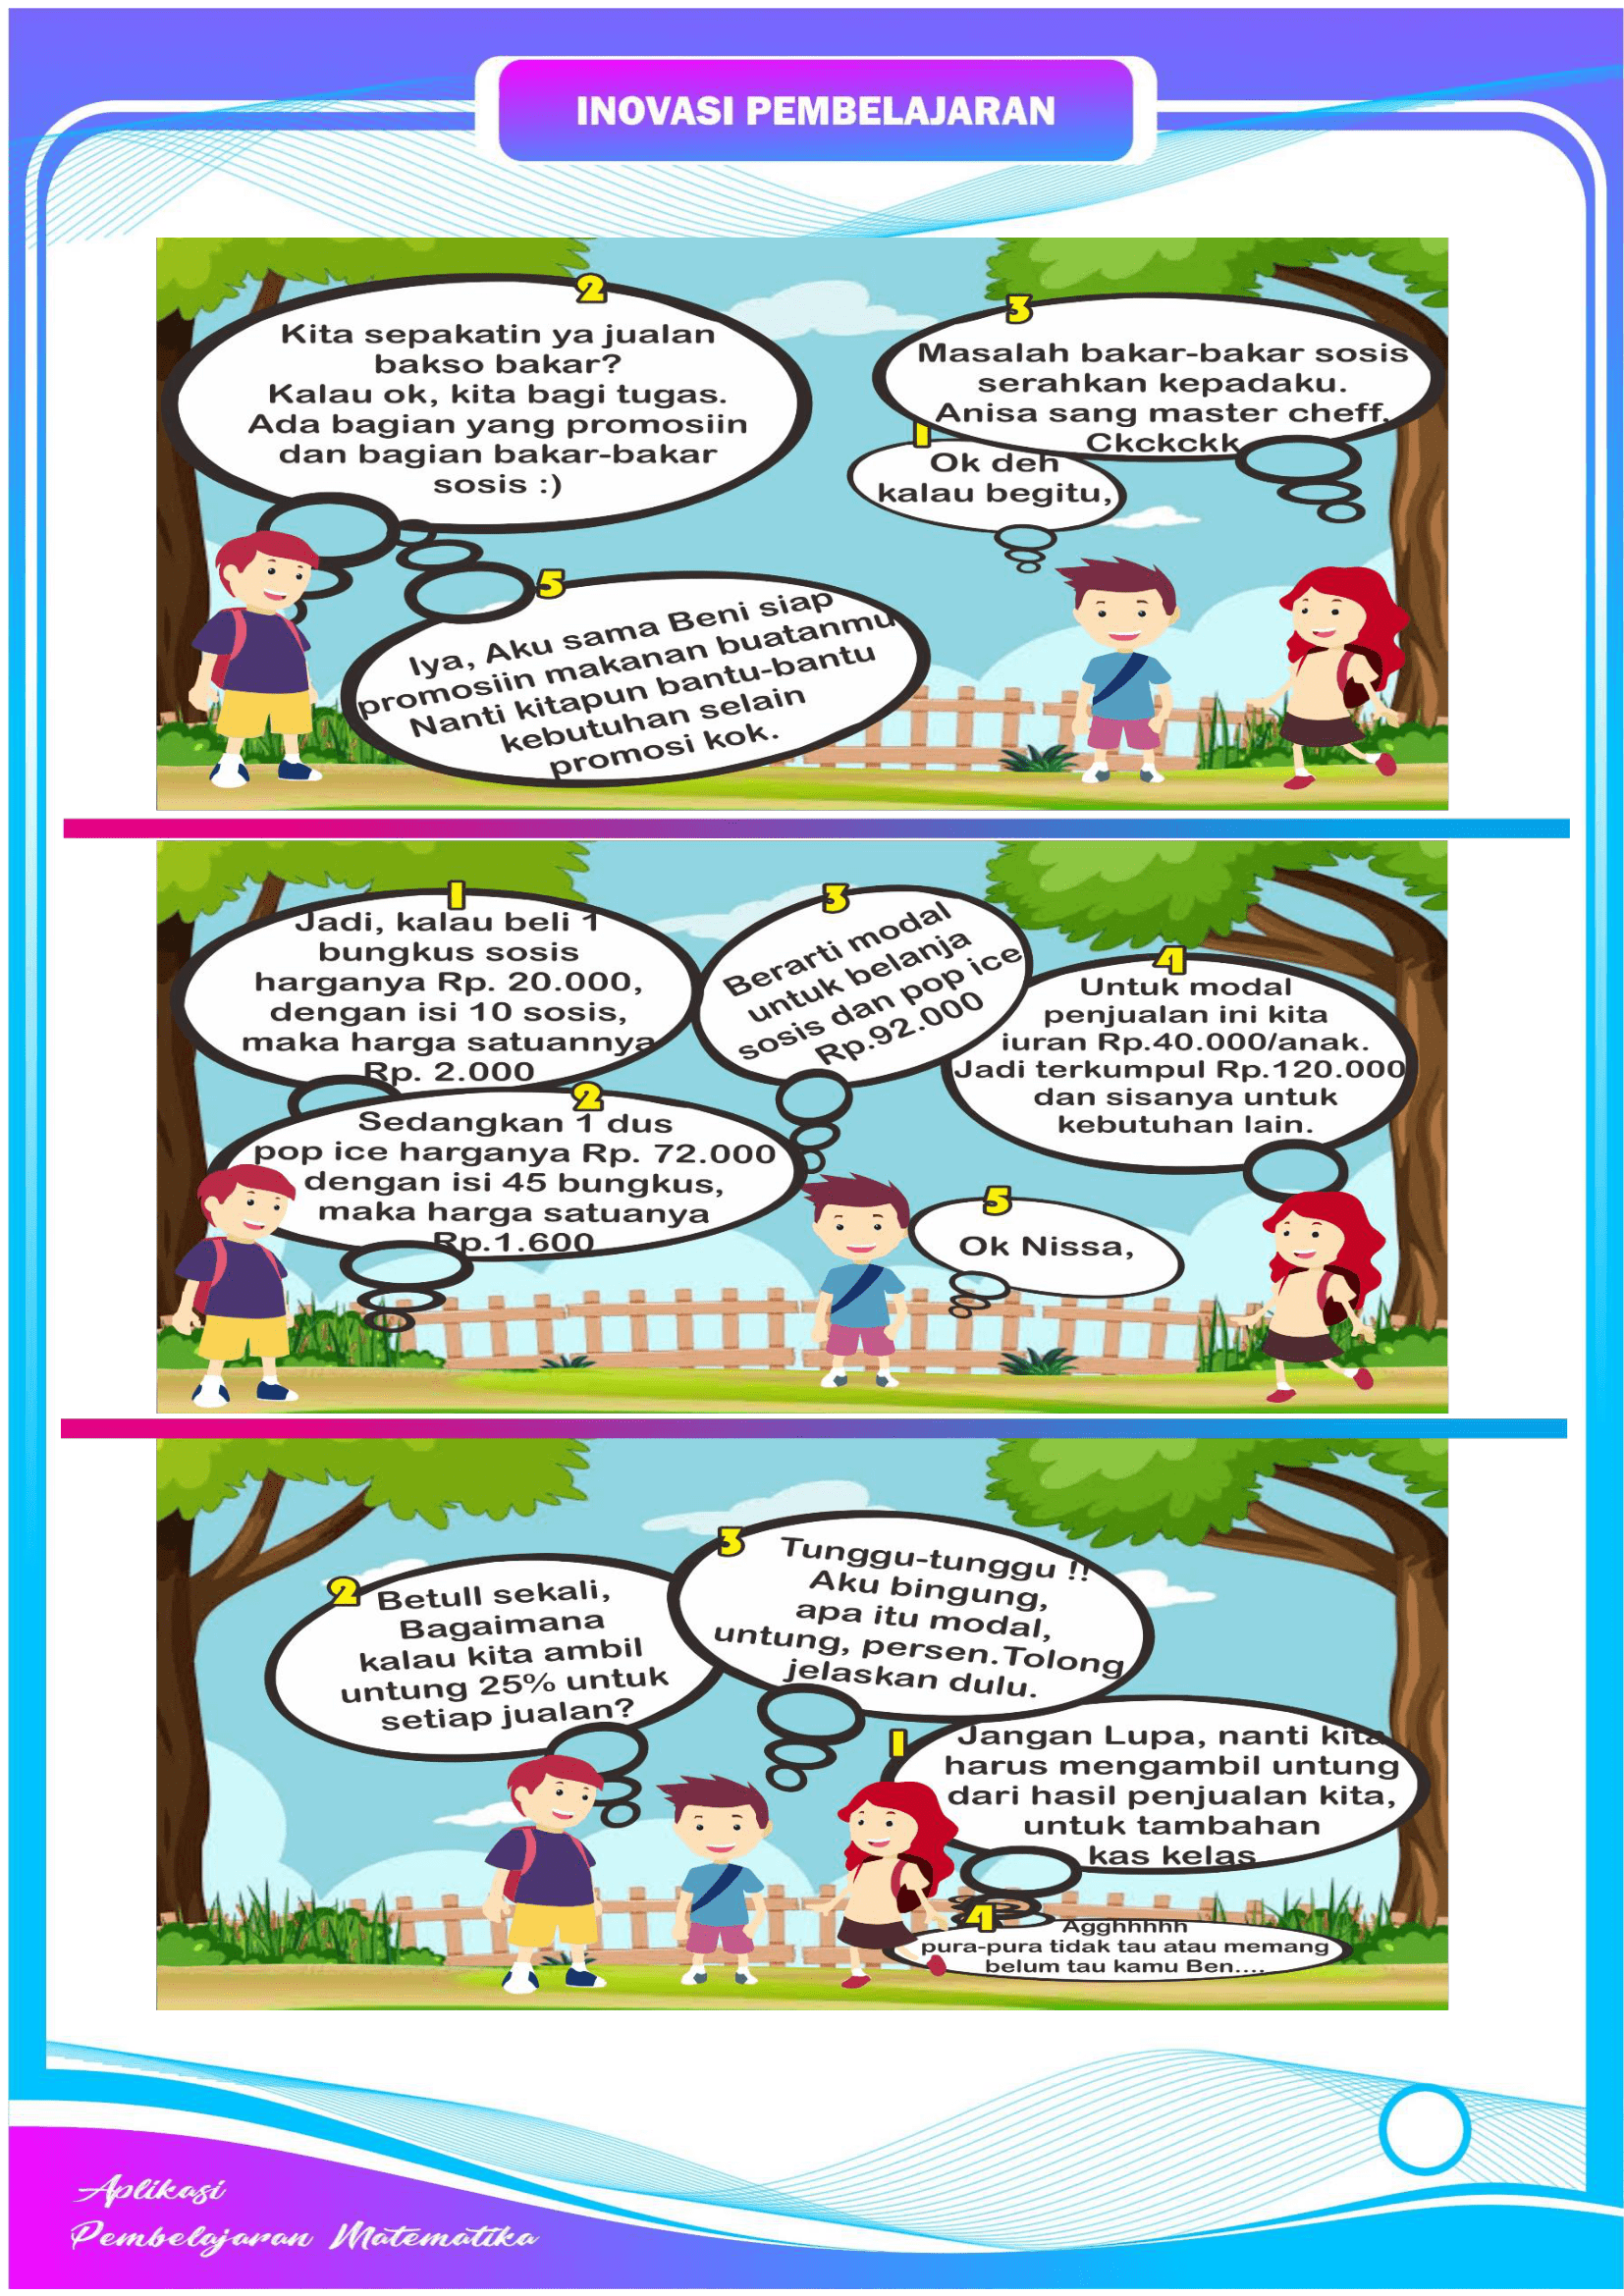 INOVASI PEMBELAJARAN
2
Kita sepakatin ya jualan
bakso bakar?
Kalau ok, kita bagi tugas.
Ada bagian yang promosiin
dan bagian bakar-bakar
sosis :)
3
Masalah bakar-bakar sosis
serahkan kepadaku.
Anisa sang master cheff.
Ckckckk
1
Ok deh
kalau begitu,
5
Iya, Aku sama Beni siap
promosiin makanan buatanmu
Nanti kitapun bantu-bantu
kebutuhan selain
promosi kok.
1
Jadi, kalau beli 1
bungkus sosis
harganya Rp. 20.000,
dengan isi 10 sosis,
maka harga satuannya
Rp. 2.000
2
Sedangkan 1 dus
pop ice harganya Rp. 72.000
dengan isi 45 bungkus,
maka harga satuanya
Rp.1.600
3
Berarti modal
untuk belanja
sosis dan pop ice
Rp.92.000
4
Untuk modal
penjualan ini kita
iuran Rp.40.000/anak.
Jadi terkumpul Rp.120.000
dan sisanya untuk
kebutuhan lain.
5
Ok Nissa,
2
Betull sekali,
Bagaimana
kalau kita ambil
untung 25% untuk
setiap jualan?
3
Tunggu-tunggu !!
Aku bingung,
apa itu modal,
untung, persen.Tolong
jelaskan dulu.
1
Jangan Lupa, nanti kita
harus mengambil untung
dari hasil penjualan kita,
untuk tambahan
kas kelas
4
Agghhhhh
pura-pura tidak tau atau memang
belum tau kamu Ben....
Aplikasi
Pembelajaran Matematika